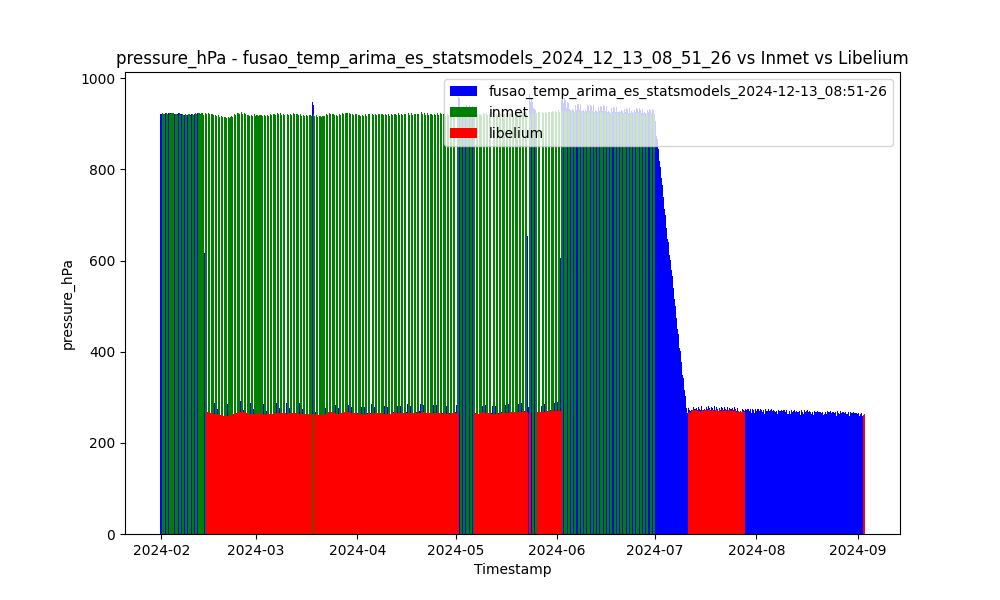 pressure_hPa - fusao_temp_arima_es_statsmodels_2024_12_13_08_51_26 vs Inmet vs Libelium
1000
800
600
400
200
0
pressure_hPa
fusao_temp_arima_es_statsmodels_2024-12-13_08:51-26
inmet
libelium
2024-02 2024-03 2024-04 2024-05 2024-06 2024-07 2024-08 2024-09
Timestamp